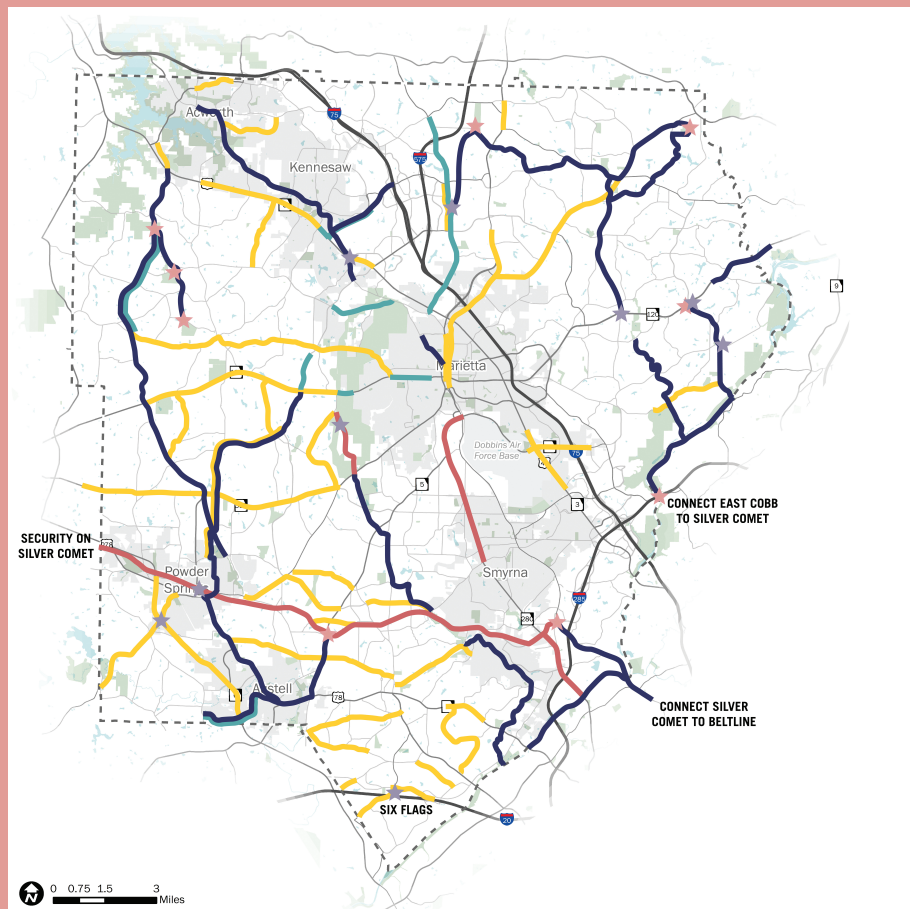 Acworth
75
Kennesaw
575
9
120
Marietta
Dobbins Air
Force Base
75
5
3
CONNECT EAST COBB
TO SILVER COMET
SECURITY ON
SILVER COMET
278
Powder
Springs
Smyrna
285
280
Austell
78
CONNECT SILVER
COMET TO BELTLINE
SIX FLAGS
20
N
0 0.75 1.5 3
Miles